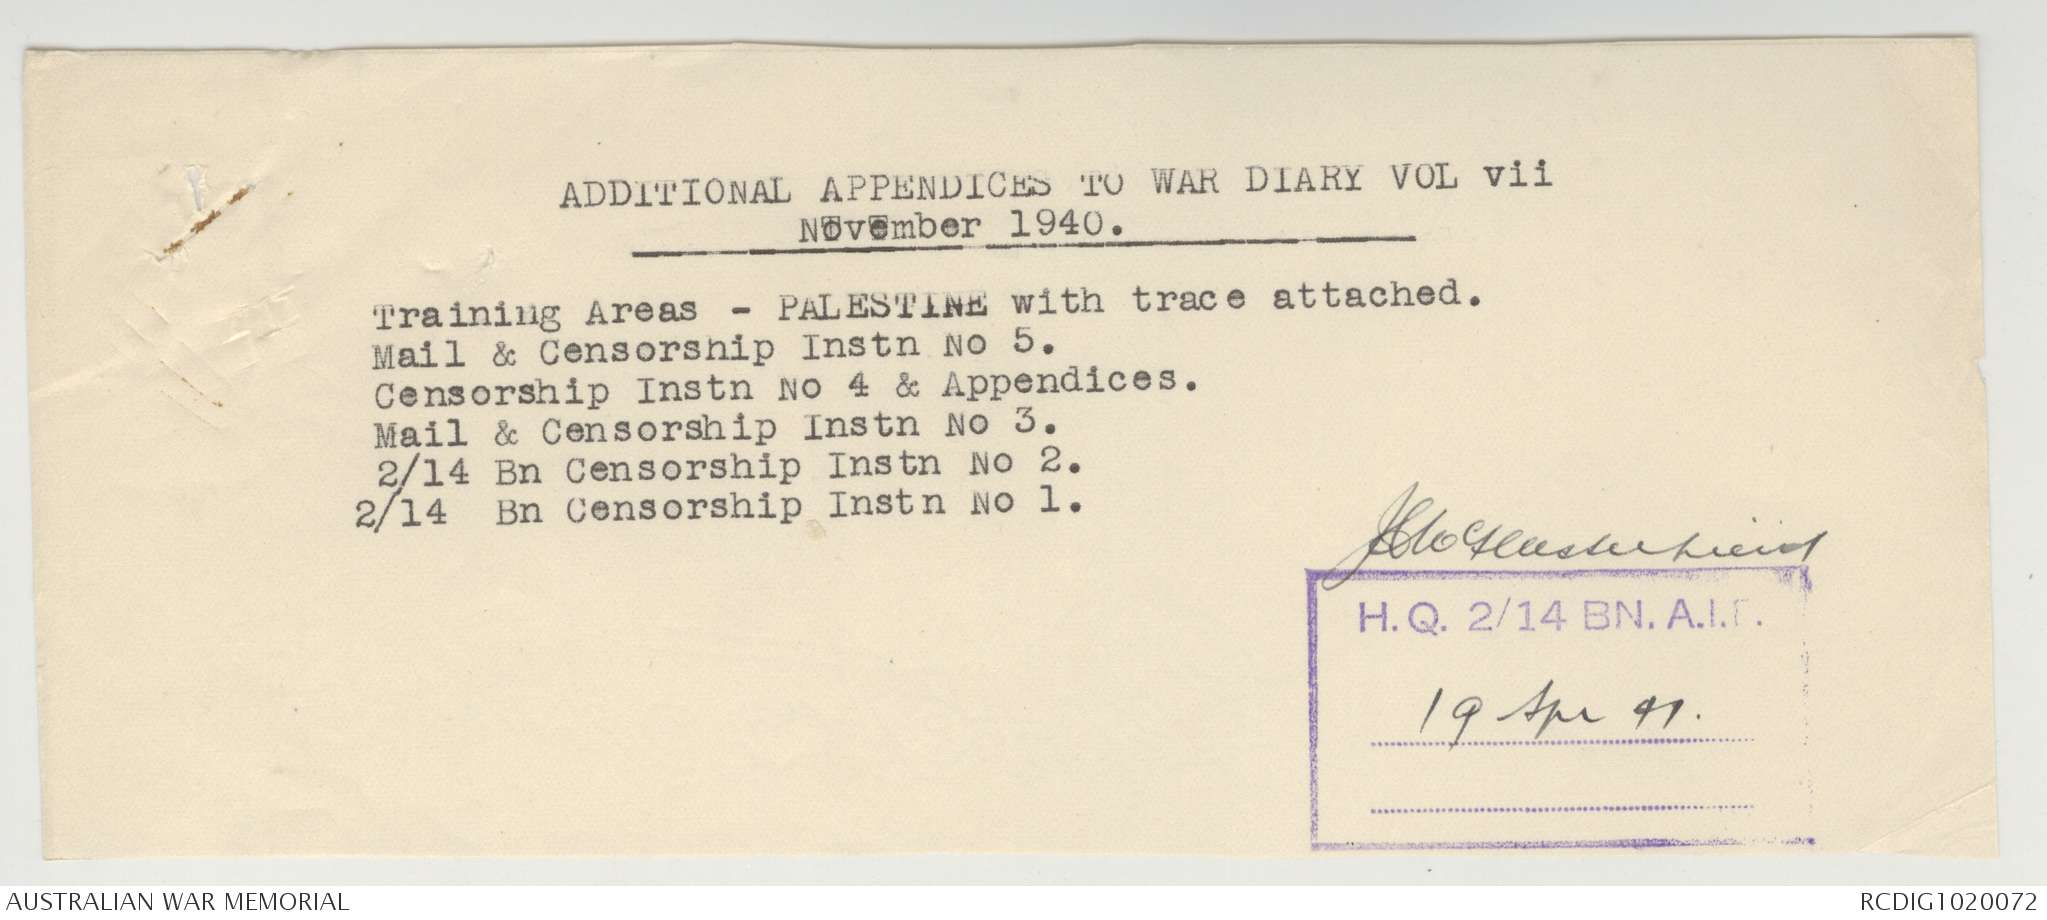 ADDITIONAL APPENDICES TO WAR DIARY VOL vii
November 1940.
Training Areas - PALESTINE with trace attached.
Mail & Censorship Instn No 5.
Censorship Instn No 4 & Appendices.
Mail & Censorship Instn No 3.
2/14 Bn Censorship Instn No 2.
2/14 Bn Censorship Instn No 1.
H.Q. 2/14 BN. A.I.F.
19 Apr 41.
AUSTRALIAN WAR MEMORIAL
RCDIG1020072